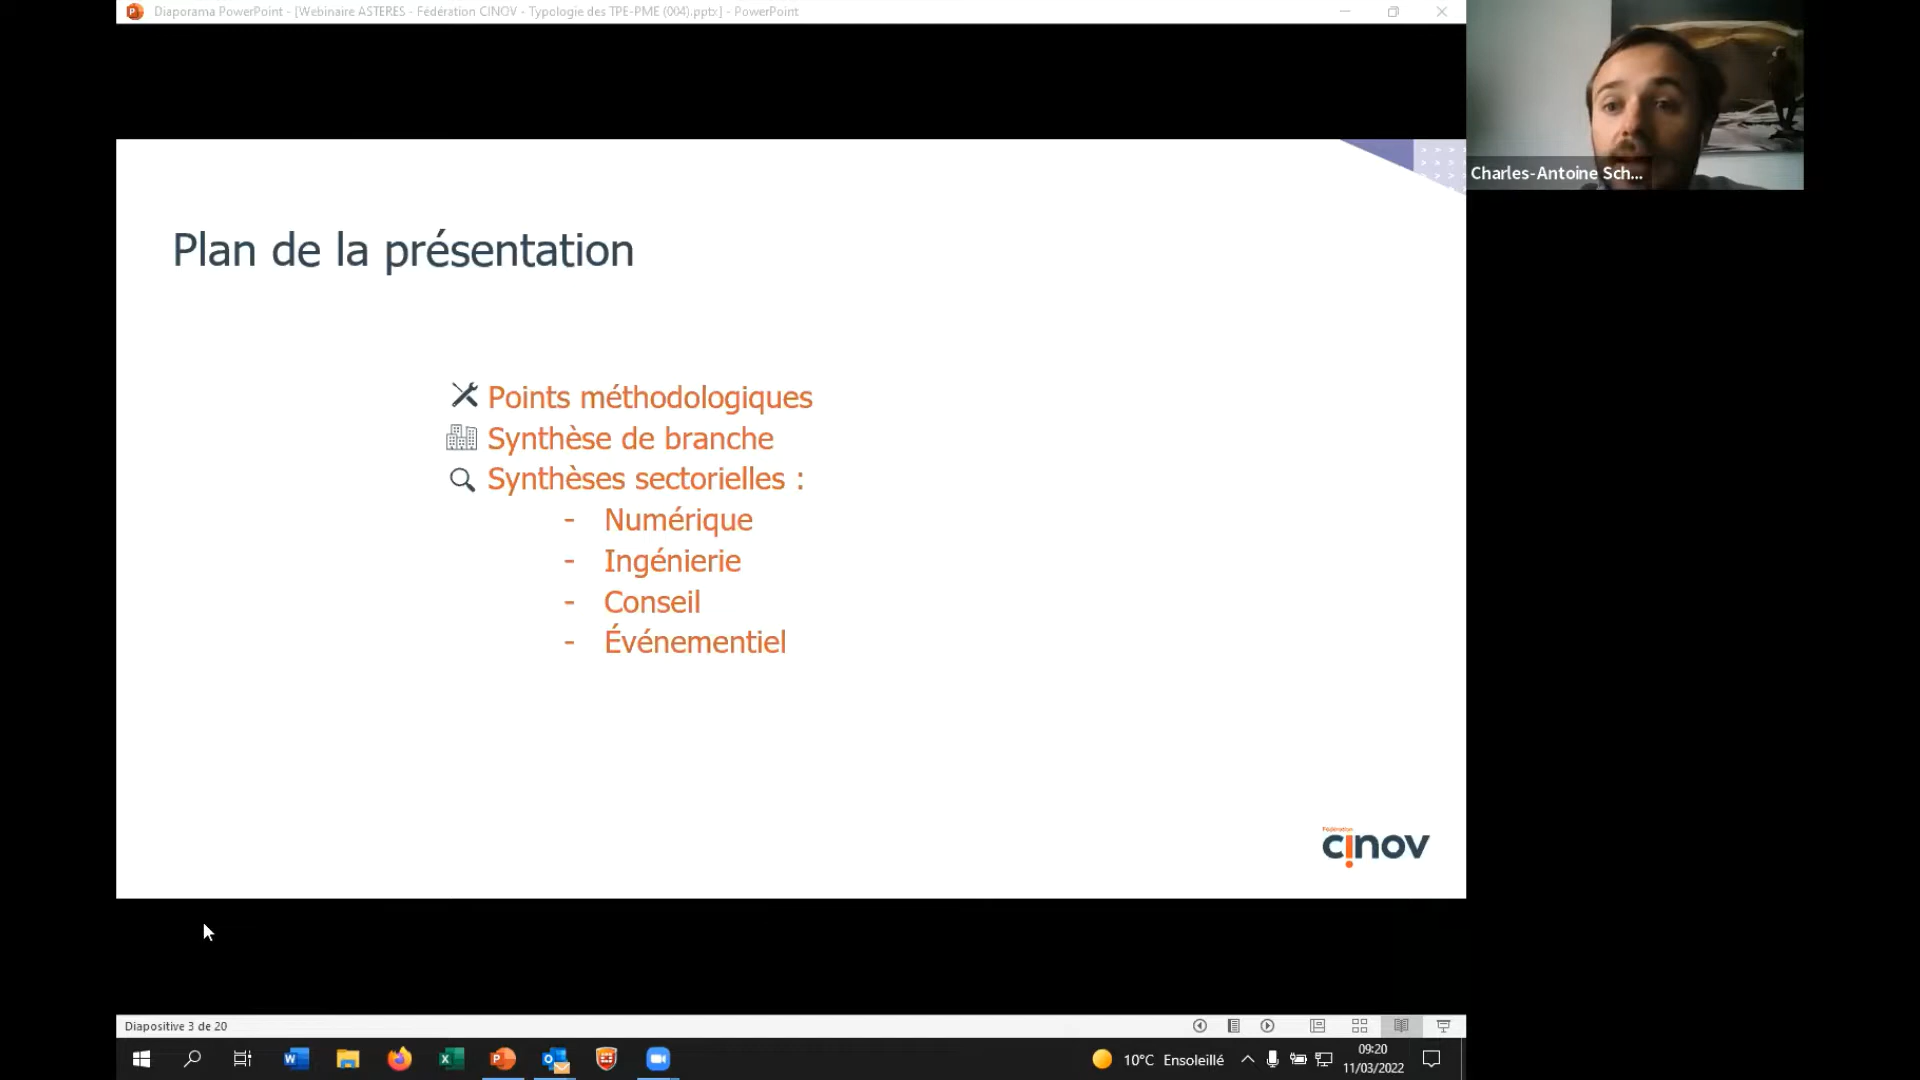 Diaporama PowerPoint - [Webinaire ASTERES - Fédération CINOV - Typologie des TPE-PME (004).pptx] - PowerPoint
Charles-Antoine Sch...
Plan de la présentation
Points méthodologiques
Synthèse de branche
Synthèses sectorielles :
- Numérique
- Ingénierie
- Conseil
- Événementiel
Fédération
cinov
Diapositive 3 de 20
10°C Ensoleillé
09:20
11/03/2022